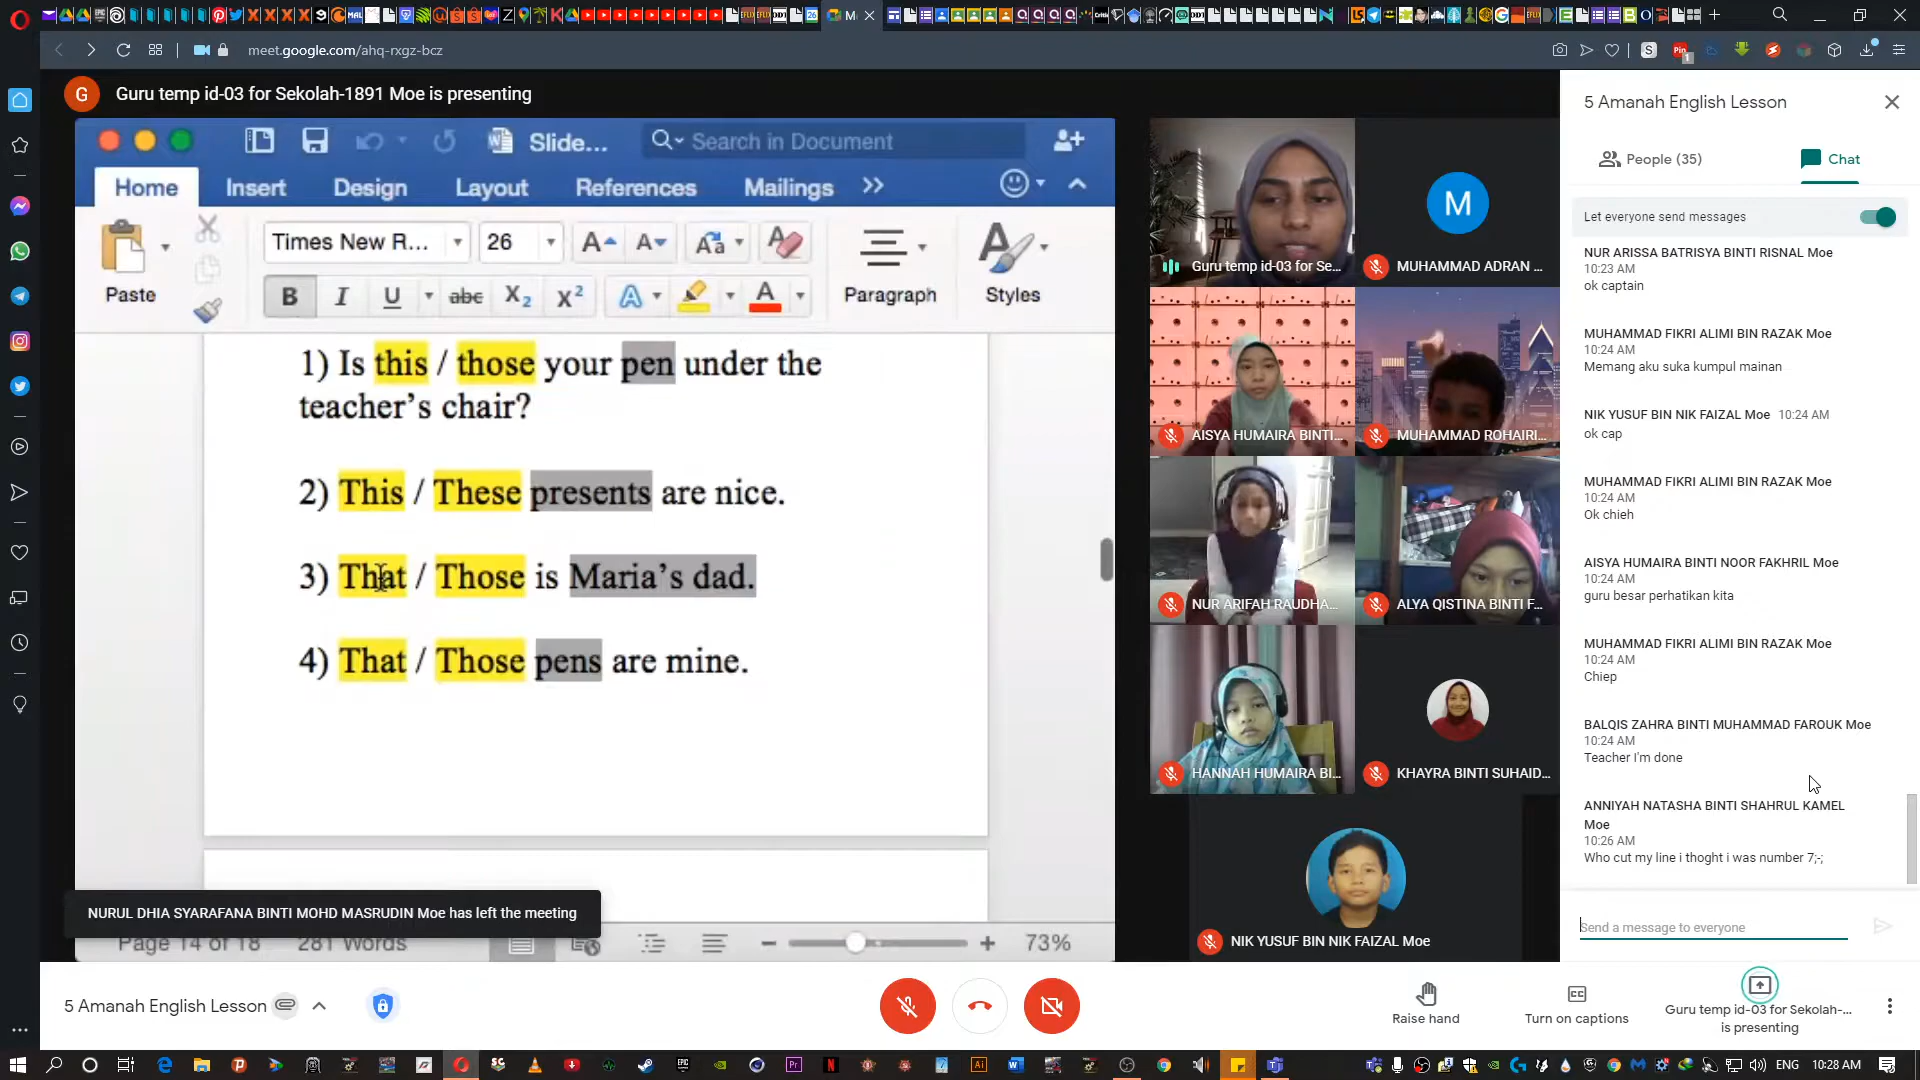 meet.google.com/ahq-rxgz-bcz
G
Guru temp id-03 for Sekolah-1891 Moe is presenting
Slide...
Search in Document
Home
Insert
Design
Layout
References
Mailings
Paste
Times New R...
26
B
I
U
abc
X₂
X²
Paragraph
Styles
1) Is this / those your pen under the
teacher's chair?
2) This / These presents are nice.
3) That / Those is Maria's dad.
4) That / Those pens are mine.
NURUL DHIA SYARAFANA BINTI MOHD MASRUDIN Moe has left the meeting
Page 14 of 18
281 Words
73%
Guru temp id-03 for Se...
M
MUHAMMAD ADRAN ...
AISYA HUMAIRA BINTI...
MUHAMMAD ROHAIRI...
NUR ARIFAH RAUDHA...
ALYA QISTINA BINTI F...
HANNAH HUMAIRA BI...
KHAYRA BINTI SUHAID...
NIK YUSUF BIN NIK FAIZAL Moe
5 Amanah English Lesson
People (35)
Chat
Let everyone send messages
NUR ARISSA BATRISYA BINTI RISNAL Moe
10:23 AM
ok captain
MUHAMMAD FIKRI ALIMI BIN RAZAK Moe
10:24 AM
Memang aku suka kumpul mainan
NIK YUSUF BIN NIK FAIZAL Moe 10:24 AM
ok cap
MUHAMMAD FIKRI ALIMI BIN RAZAK Moe
10:24 AM
Ok chieh
AISYA HUMAIRA BINTI NOOR FAKHRIL Moe
10:24 AM
guru besar perhatikan kita
MUHAMMAD FIKRI ALIMI BIN RAZAK Moe
10:24 AM
Chiep
BALQIS ZAHRA BINTI MUHAMMAD FAROUK Moe
10:24 AM
Teacher I'm done
ANNIYAH NATASHA BINTI SHAHRUL KAMEL
Moe
10:26 AM
Who cut my line i thoght i was number 7;-;
Send a message to everyone
5 Amanah English Lesson
Raise hand
Turn on captions
Guru temp id-03 for Sekolah-...
is presenting
ENG
10:28 AM